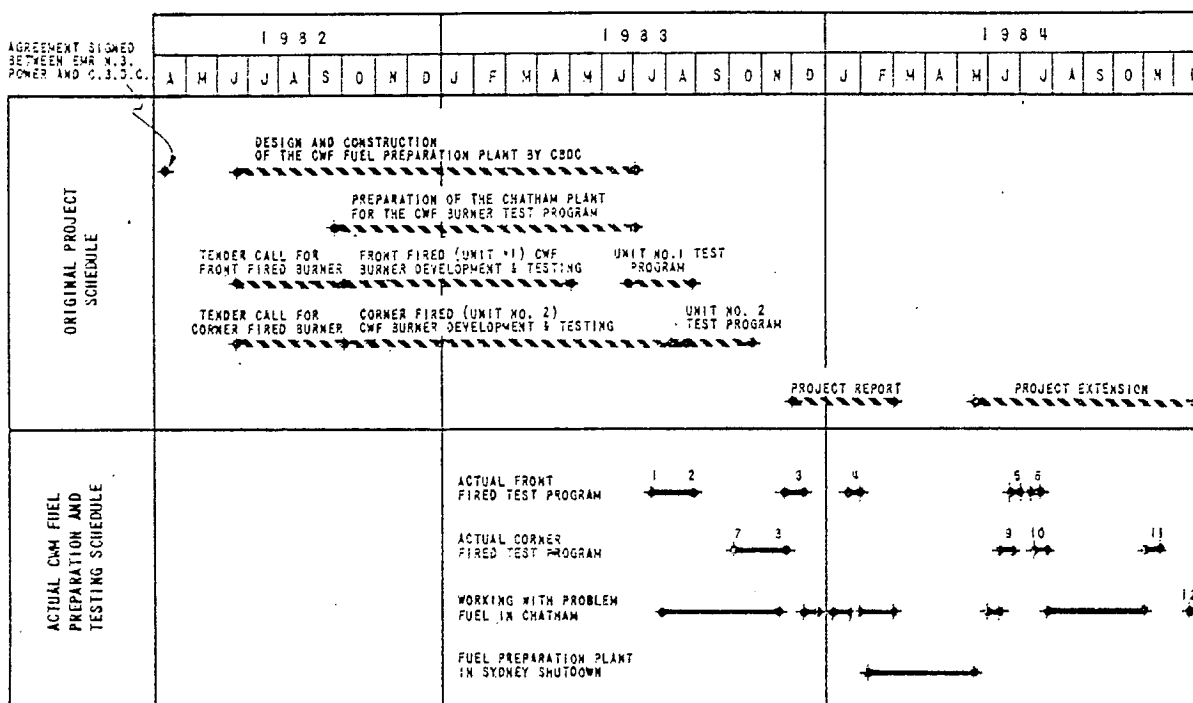 1982 1983 1984
AGREEMENT SIGNED
BETWEEN EMR N.B.
POWER AND C.B.D.C.
A M J J A S O N D J F M A M J J A S O N D J F M A M J J A S O N
DESIGN AND CONSTRUCTION
OF THE CWF FUEL PREPARATION PLANT BY CBDC
PREPARATION OF THE CHATHAM PLANT
FOR THE CWF BURNER TEST PROGRAM
TENDER CALL FOR FRONT FIRED (UNIT #1) CWF UNIT NO.1 TEST
FRONT FIRED BURNER BURNER DEVELOPMENT & TESTING PROGRAM
TENDER CALL FOR CORNER FIRED (UNIT NO. 2) UNIT NO. 2
CORNER FIRED BURNER CWF BURNER DEVELOPMENT & TESTING TEST PROGRAM
PROJECT REPORT PROJECT EXTENSION
ORIGINAL PROJECT
SCHEDULE
ACTUAL FRONT 1 2 3 4 5 6
FIRED TEST PROGRAM
ACTUAL CORNER 7 9 10 11
FIRED TEST PROGRAM
WORKING WITH PROBLEM 12
FUEL IN CHATHAM
FUEL PREPARATION PLANT
IN SYDNEY SHUTDOWN
ACTUAL CWM FUEL
PREPARATION AND
TESTING SCHEDULE